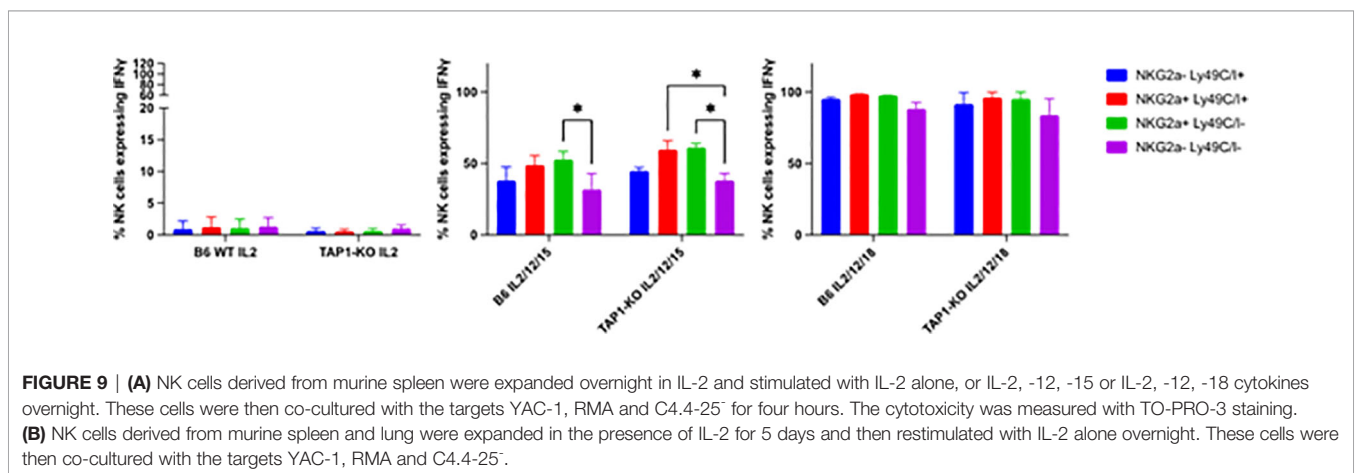 % NK cells expressing IFNγ
120
100
80
60
20
15
10
5
0
B6 WT IL2
TAP1-KO IL2
% NK cells expressing IFNγ
100
50
0
*
*
*
B6 IL2/12/15
TAP1-KO IL2/12/15
% NK cells expressing IFNγ
100
50
0
B6 IL2/12/18
TAP1-KO IL2/12/18
NKG2a- Ly49C/I+
NKG2a+ Ly49C/I+
NKG2a+ Ly49C/I-
NKG2a- Ly49C/I-
FIGURE 9 | (A) NK cells derived from murine spleen were expanded overnight in IL-2 and stimulated with IL-2 alone, or IL-2, -12, -15 or IL-2, -12, -18 cytokines
overnight. These cells were then co-cultured with the targets YAC-1, RMA and C4.4-25⁻ for four hours. The cytotoxicity was measured with TO-PRO-3 staining.
(B) NK cells derived from murine spleen and lung were expanded in the presence of IL-2 for 5 days and then restimulated with IL-2 alone overnight. These cells were
then co-cultured with the targets YAC-1, RMA and C4.4-25⁻.